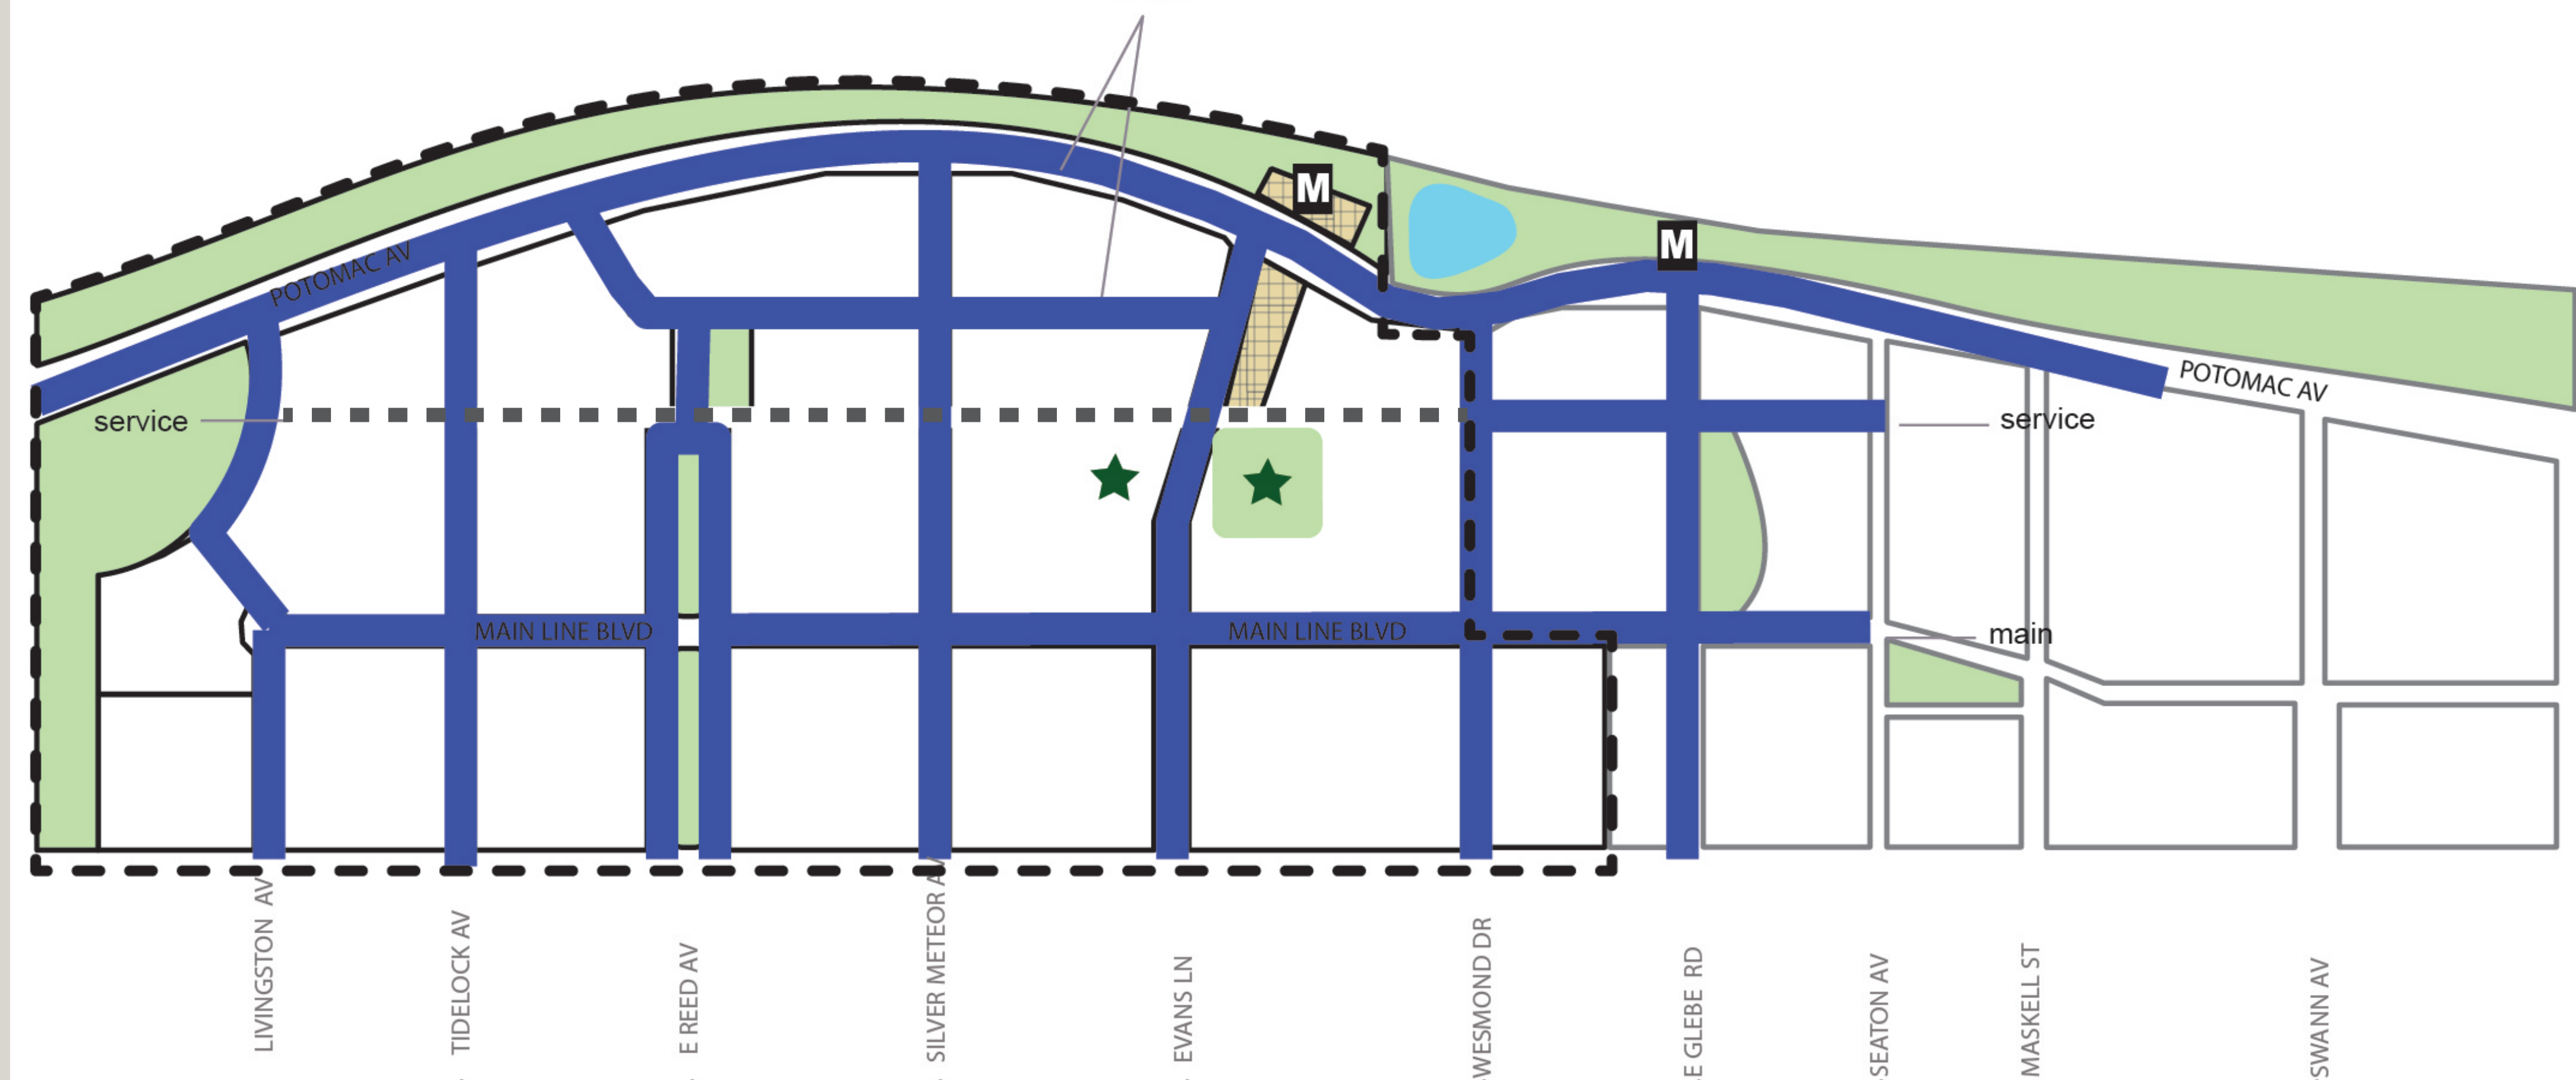 M
M
POTOMAC AV
POTOMAC AV
service
service
MAIN LINE BLVD
MAIN LINE BLVD
main
LIVINGSTON AV
TIDELOCK AV
E REED AV
SILVER METEOR AV
EVANS LN
WESMOND DR
E GLEBE RD
SEATON AV
MASKELL ST
SWANN AV